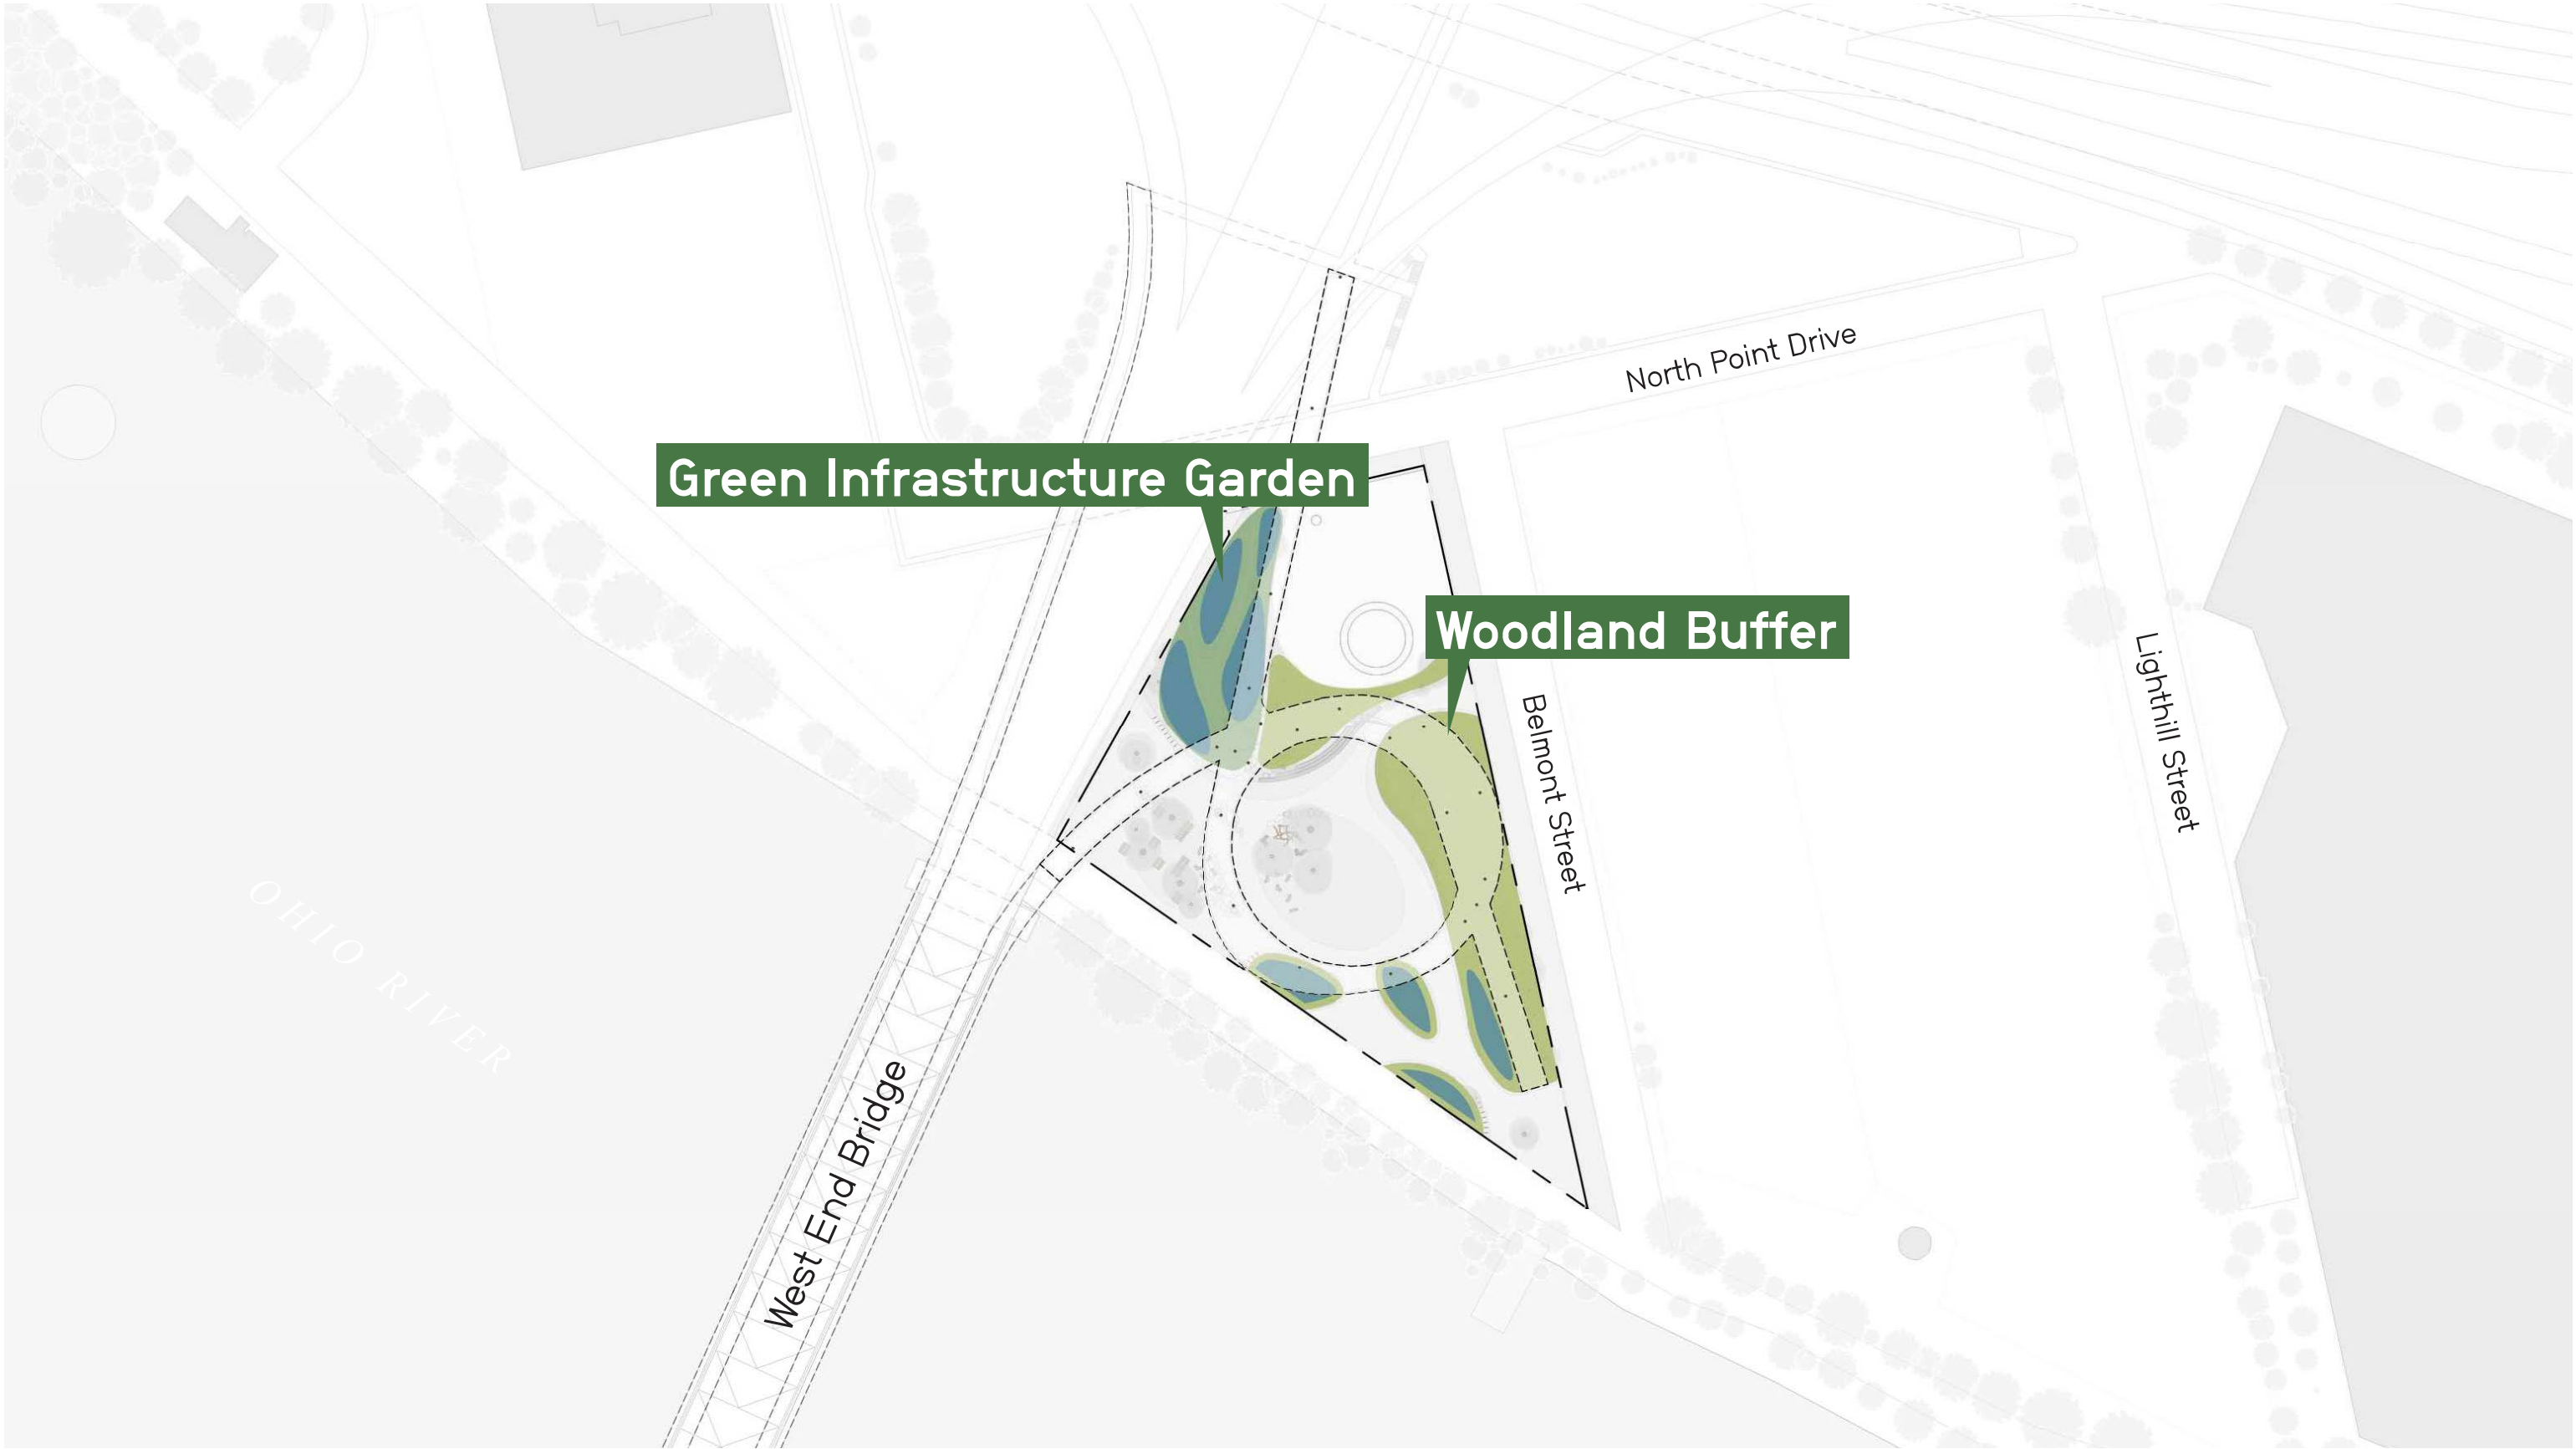 North Point Drive
Green Infrastructure Garden
Woodland Buffer
Belmont Street
Lighthill Street
OHIO RIVER
West End Bridge